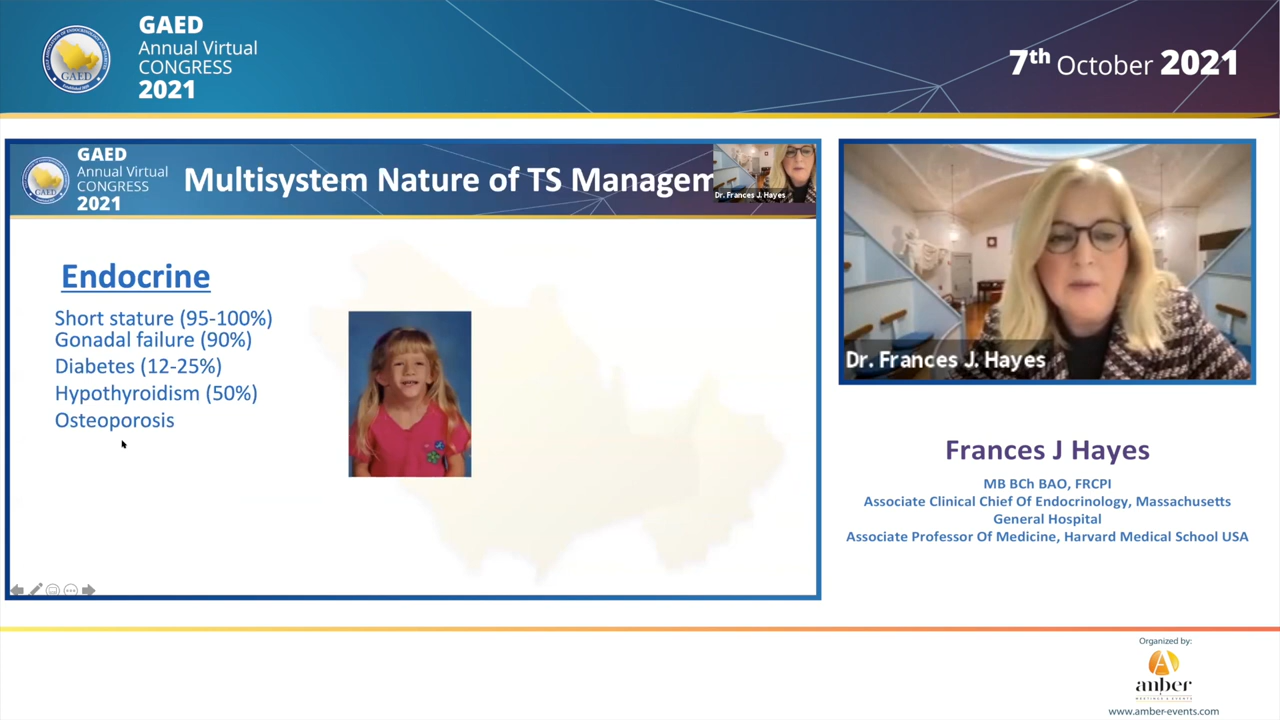 GAED
Annual Virtual
CONGRESS
2021
7th October 2021
GAED
GAED
Annual Virtual
CONGRESS
2021
Multisystem Nature of TS Managem
Dr. Frances J. Hayes
Endocrine
Short stature (95-100%)
Gonadal failure (90%)
Diabetes (12-25%)
Hypothyroidism (50%)
Osteoporosis
Dr. Frances J. Hayes
Frances J Hayes
MB BCh BAO, FRCPI
Associate Clinical Chief Of Endocrinology, Massachusetts
General Hospital
Associate Professor Of Medicine, Harvard Medical School USA
Organized by:
anber
www.amber-events.com